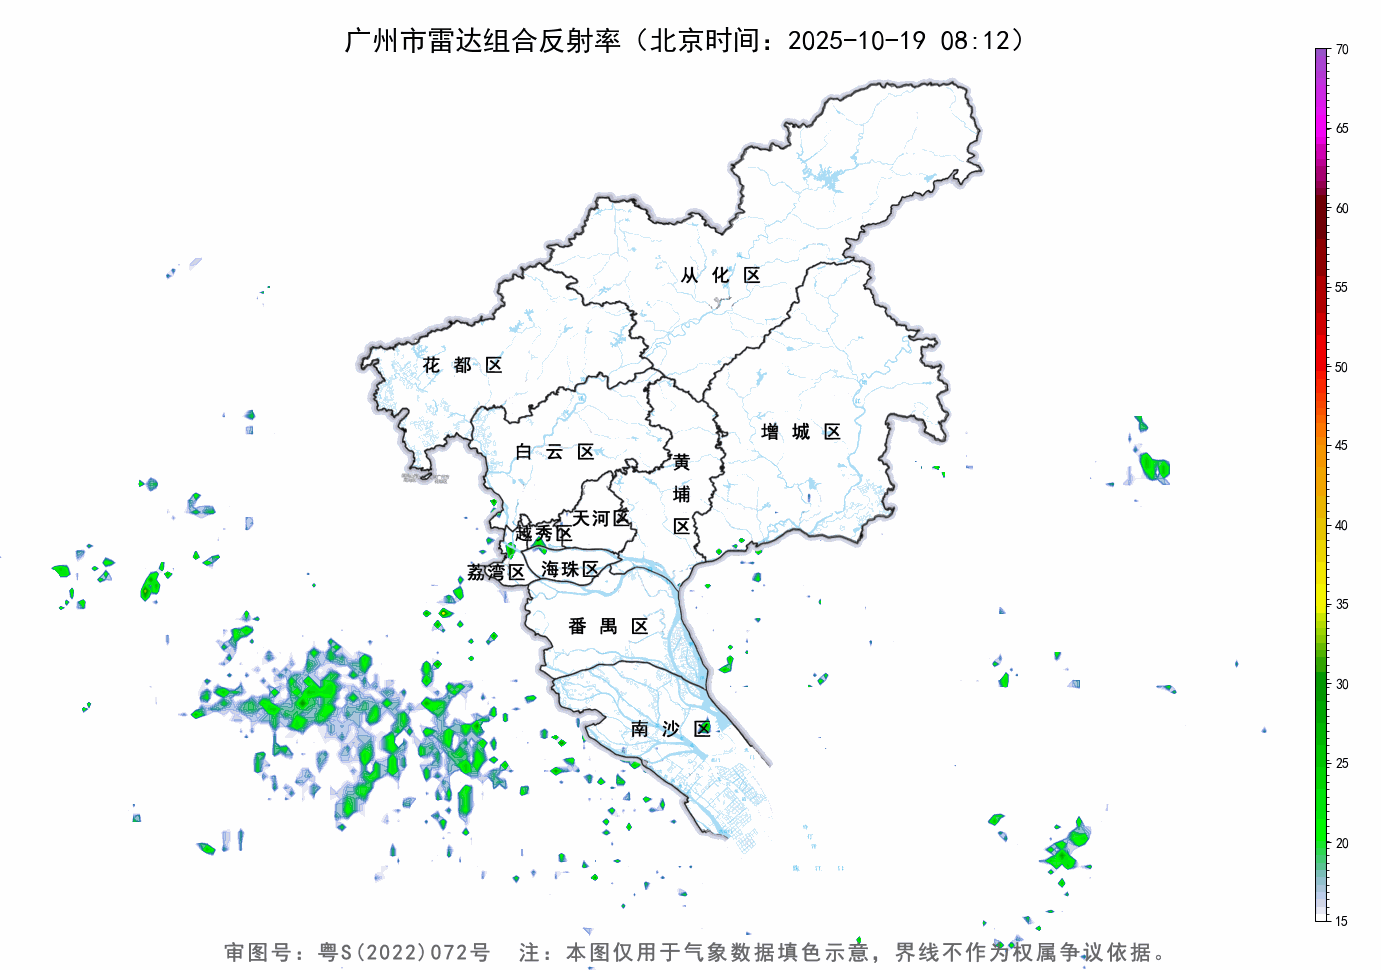 广州市雷达组合反射率（北京时间：2025-10-19 08:12）
70
65
60
55
50
45
40
35
30
25
20
15
从化区
花都区
增城区
白云区
黄埔区
天河区
越秀区
荔湾区
海珠区
番禺区
南沙区
审图号：粤S(2022)072号 注：本图仅用于气象数据填色示意，界线不作为权属争议依据。